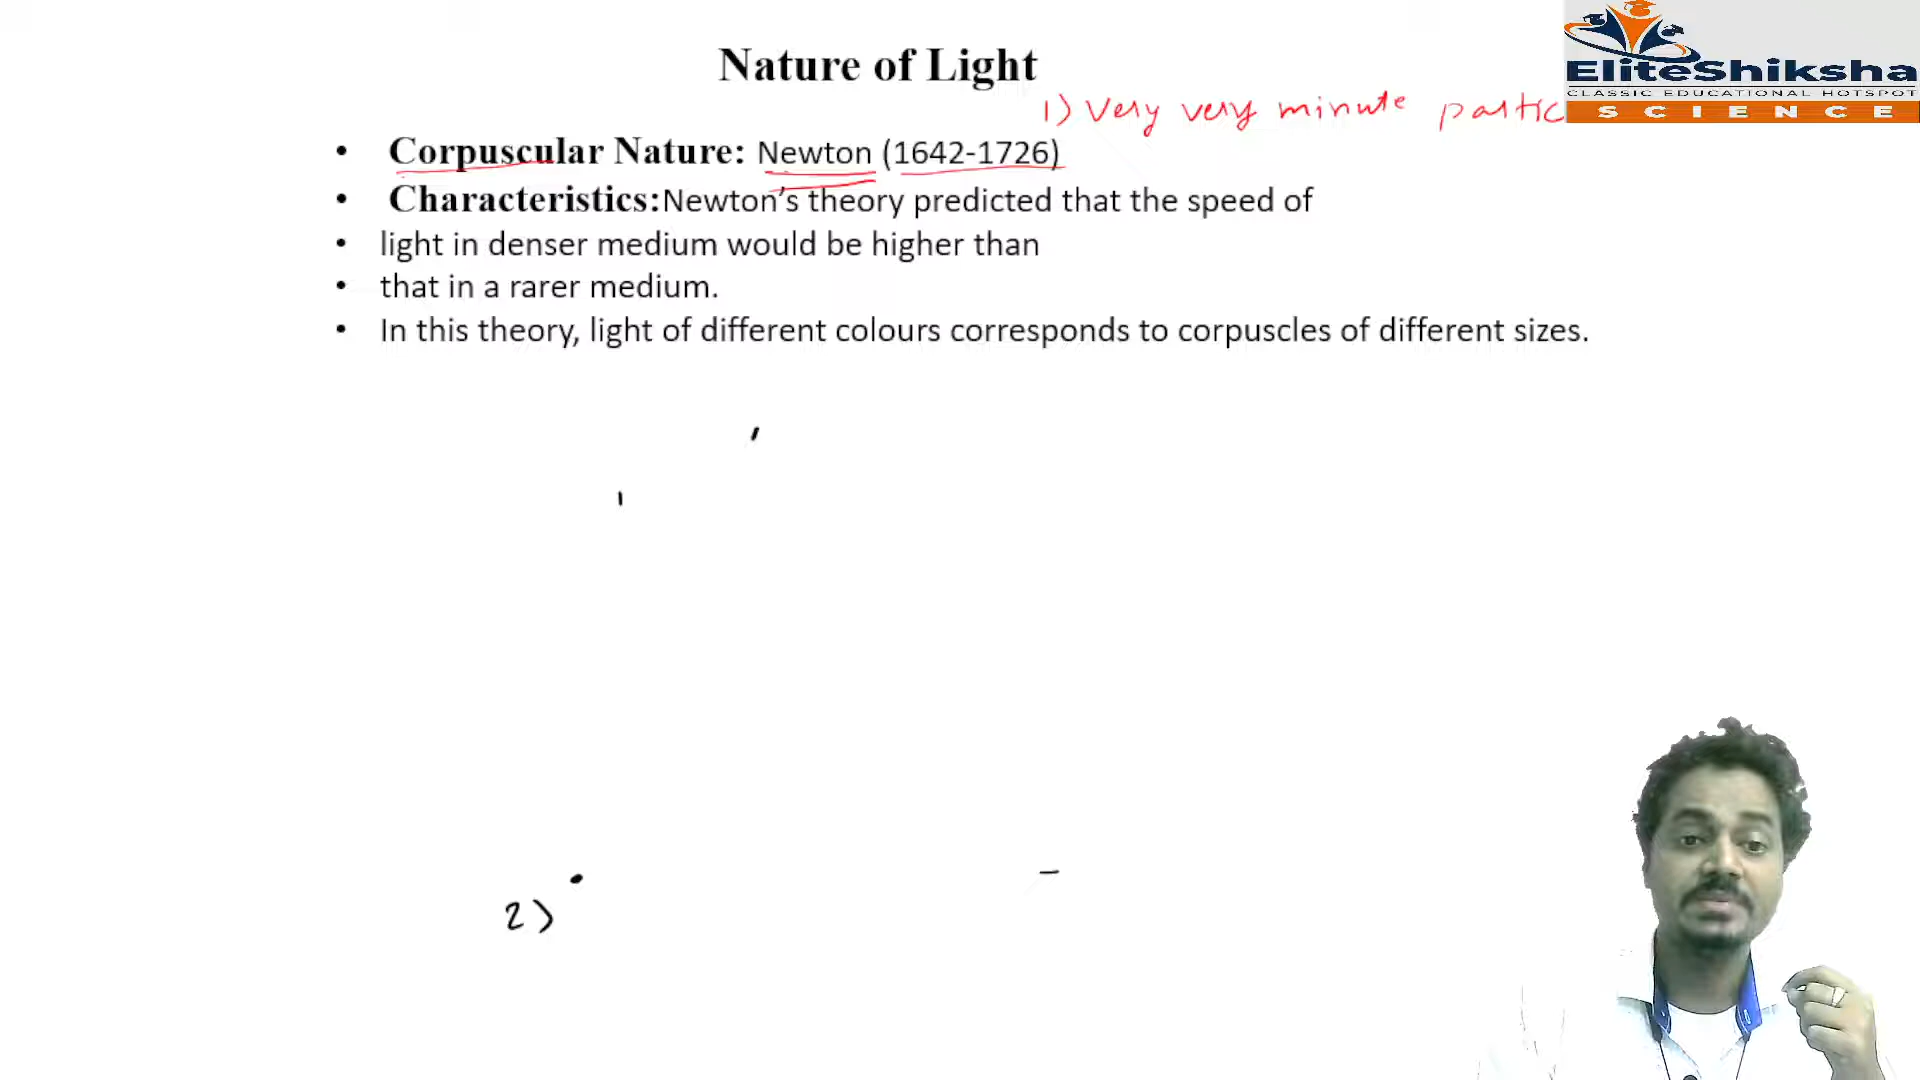 Nature of Light
EliteShiksha
CLASSIC EDUCATIONAL HOTSPOT
SCIENCE
1) Very very minute partic
• Corpuscular Nature: Newton (1642-1726)
• Characteristics:Newton’s theory predicted that the speed of
• light in denser medium would be higher than
• that in a rarer medium.
• In this theory, light of different colours corresponds to corpuscles of different sizes.
2)